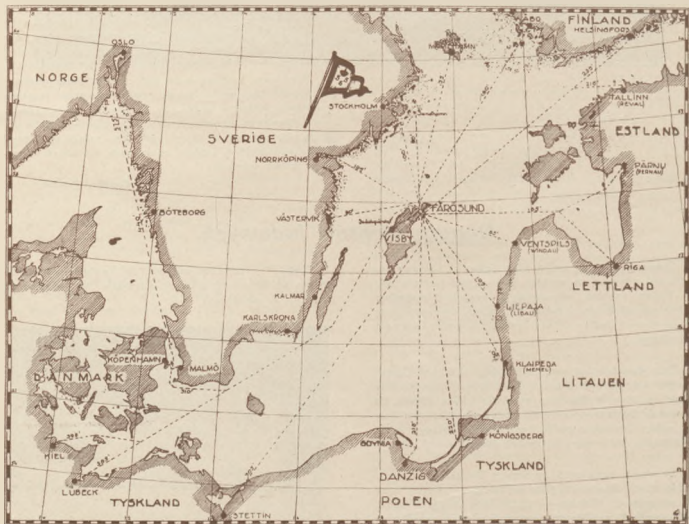 ÅBO
FINLAND
HELSINGFORS
OSLO
NORGE
TALLINN
(REVAL)
STOCKHOLM
ESTLAND
SVERIGE
NORRKÖPING
PÄRNU
(PERNAU)
GÖTEBORG
VÄSTERVIK
FÅRÖSUND
VISBY
VENTSPILS
(WINDAU)
RIGA
LETTLAND
KALMAR
LIEPAJA
(LIBAU)
KARLSKRONA
KÖPENHAMN
MALMÖ
KLAIPEDA
(MEMEL)
DANMARK
LITAUEN
KIEL
GDYNIA
KÖNIGSBERG
DANZIG
TYSKLAND
LÜBECK
TYSKLAND
POLEN
STETTIN